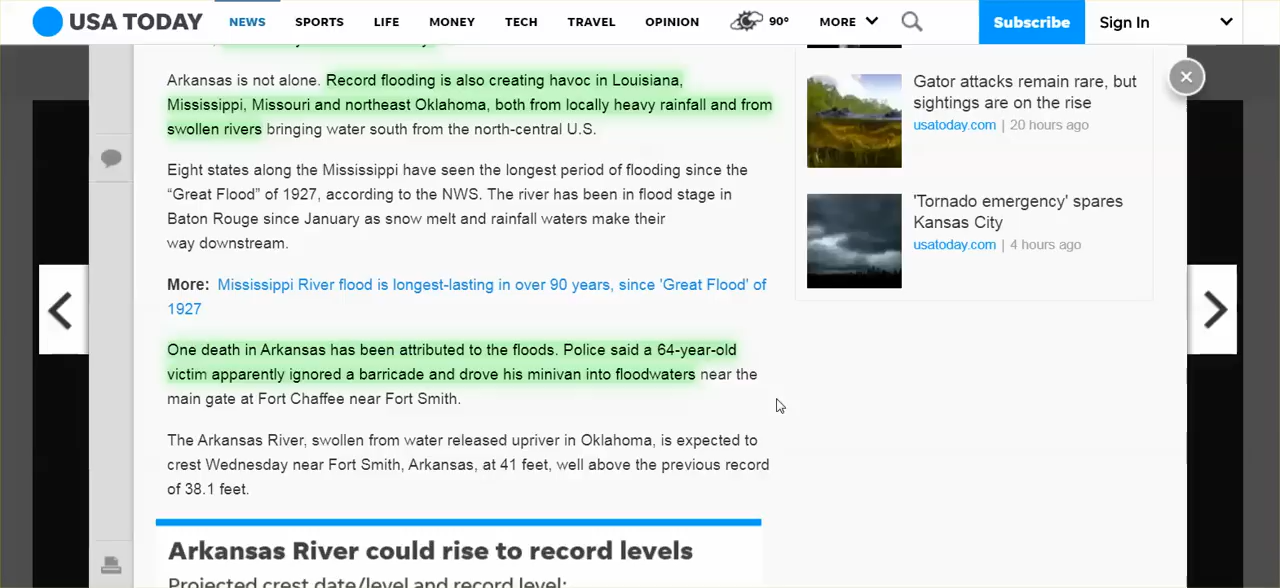 USA TODAY
NEWS
SPORTS
LIFE
MONEY
TECH
TRAVEL
OPINION
90°
MORE
Subscribe
Sign In
Arkansas is not alone. Record flooding is also creating havoc in Louisiana,
Mississippi, Missouri and northeast Oklahoma, both from locally heavy rainfall and from
swollen rivers bringing water south from the north-central U.S.
Eight states along the Mississippi have seen the longest period of flooding since the
“Great Flood” of 1927, according to the NWS. The river has been in flood stage in
Baton Rouge since January as snow melt and rainfall waters make their
way downstream.
More: Mississippi River flood is longest-lasting in over 90 years, since 'Great Flood' of
1927
One death in Arkansas has been attributed to the floods. Police said a 64-year-old
victim apparently ignored a barricade and drove his minivan into floodwaters near the
main gate at Fort Chaffee near Fort Smith.
The Arkansas River, swollen from water released upriver in Oklahoma, is expected to
crest Wednesday near Fort Smith, Arkansas, at 41 feet, well above the previous record
of 38.1 feet.
Arkansas River could rise to record levels
Projected crest date/level and record level:
Gator attacks remain rare, but
sightings are on the rise
usatoday.com | 20 hours ago
'Tornado emergency' spares
Kansas City
usatoday.com | 4 hours ago